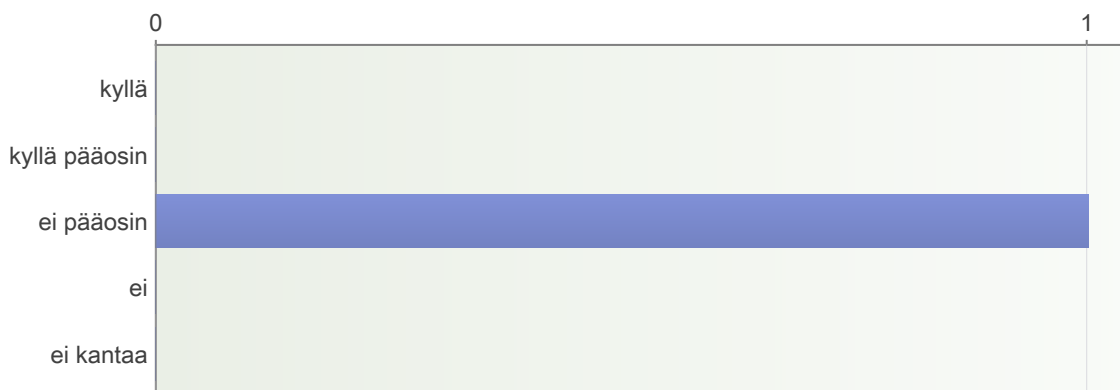 0 1
kyllä
kyllä pääosin
ei pääosin
ei
ei kantaa